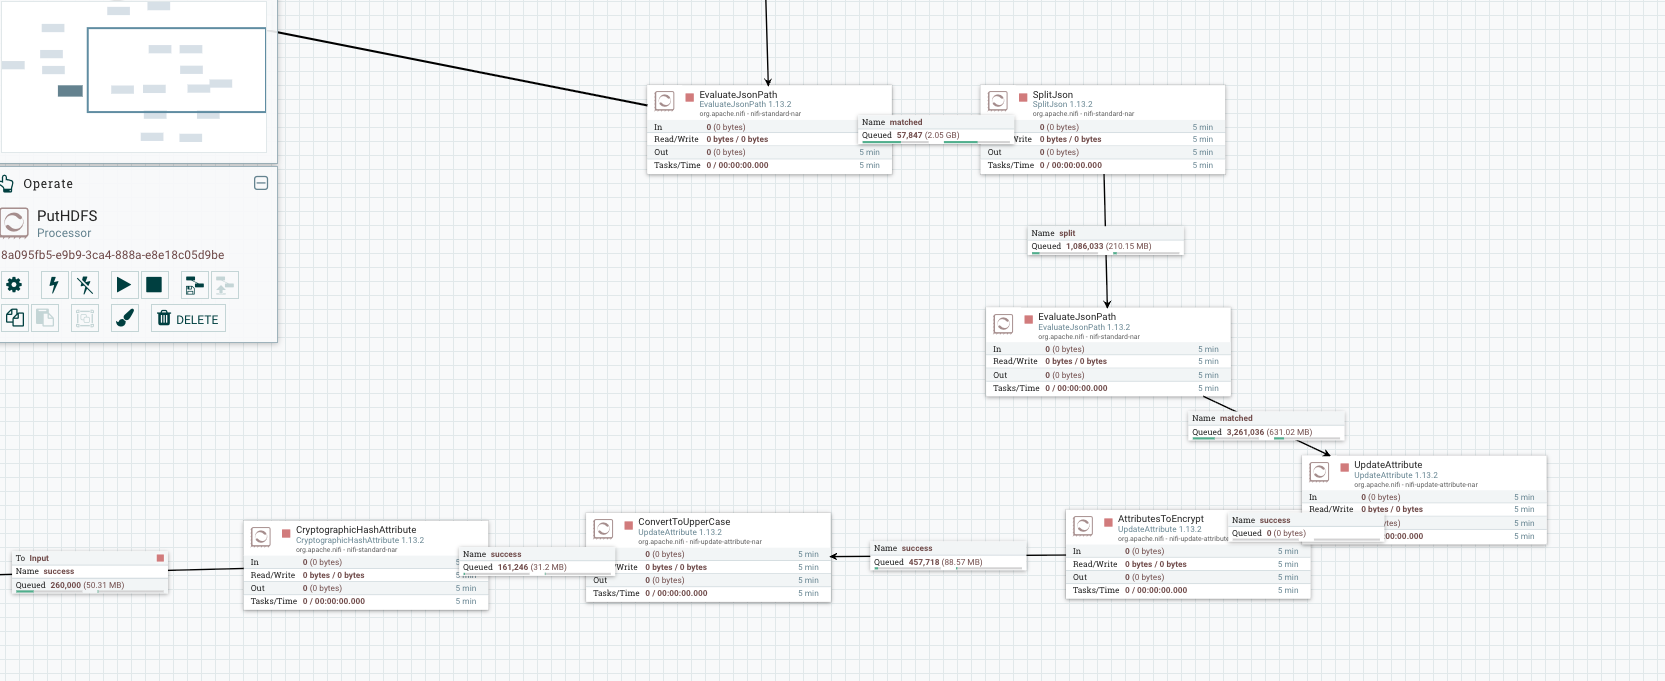 Operate
PutHDFS
Processor
8a095fb5-e9b9-3ca4-888a-e8e18c05d9be
DELETE
EvaluateJsonPath
EvaluateJsonPath 1.13.2
org.apache.nifi - nifi-standard-nar
In 0 (0 bytes)
Read/Write 0 bytes / 0 bytes
Out 0 (0 bytes) 5 min
Tasks/Time 0 / 00:00:00.000 5 min
Name matched
Queued 57,847 (2.05 GB)
SplitJson
SplitJson 1.13.2
org.apache.nifi - nifi-standard-nar
0 (0 bytes) 5 min
Write 0 bytes / 0 bytes 5 min
Out 0 (0 bytes) 5 min
Tasks/Time 0 / 00:00:00.000 5 min
Name split
Queued 1,086,033 (210.15 MB)
EvaluateJsonPath
EvaluateJsonPath 1.13.2
org.apache.nifi - nifi-standard-nar
In 0 (0 bytes) 5 min
Read/Write 0 bytes / 0 bytes 5 min
Out 0 (0 bytes) 5 min
Tasks/Time 0 / 00:00:00.000 5 min
Name matched
Queued 3,261,036 (631.02 MB)
UpdateAttribute
UpdateAttribute 1.13.2
org.apache.nifi - nifi-update-attribute-nar
In 0 (0 bytes) 5 min
Read/Write 0 bytes / 0 bytes 5 min
ytes) 5 min
00:00.000 5 min
Name success
Queued 0 (0 bytes)
AttributesToEncrypt
UpdateAttribute 1.13.2
org.apache.nifi - nifi-update-attribute
In 0 (0 bytes) 5 min
Read/Write 0 bytes / 0 bytes 5 min
Out 0 (0 bytes) 5 min
Tasks/Time 0 / 00:00:00.000 5 min
Name success
Queued 457,718 (88.57 MB)
ConvertToUpperCase
UpdateAttribute 1.13.2
org.apache.nifi - nifi-update-attribute-nar
0 (0 bytes) 5 min
/Write 0 bytes / 0 bytes 5 min
Out 0 (0 bytes) 5 min
Tasks/Time 0 / 00:00:00.000 5 min
Name success
Queued 161,246 (31.2 MB)
CryptographicHashAttribute
CryptographicHashAttribute 1.13.2
org.apache.nifi - nifi-standard-nar
In 0 (0 bytes)
Read/Write 0 bytes / 0 bytes 5 min
Out 0 (0 bytes) 5 min
Tasks/Time 0 / 00:00:00.000 5 min
To Input
Name success
Queued 260,000 (50.31 MB)